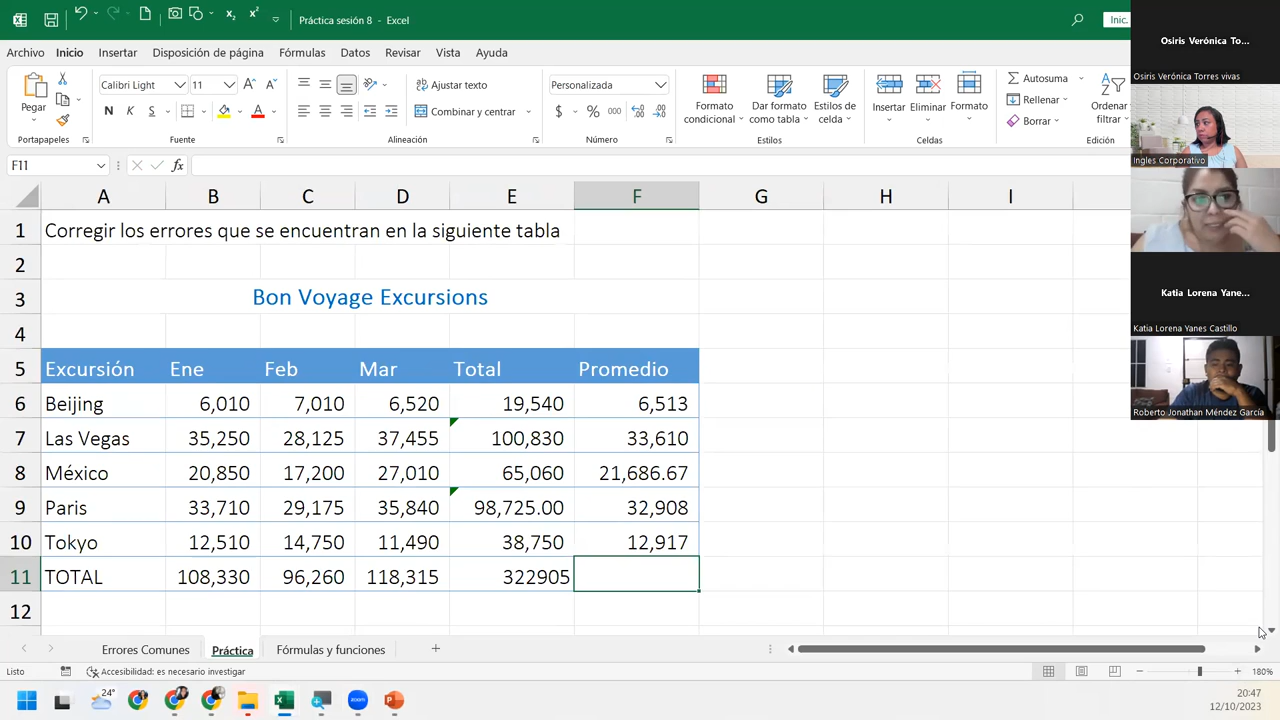 Práctica sesión 8 - Excel
Inic.
Archivo Inicio Insertar Disposición de página Fórmulas Datos Revisar Vista Ayuda
Pegar
Portapapeles
Calibri Light 11
N K S
Fuente
Ajustar texto
Combinar y centrar
Alineación
Personalizada
$ % 000
Número
Formato condicional
Dar formato como tabla
Estilos de celda
Estilos
Insertar Eliminar Formato
Celdas
Autosuma
Rellenar
Borrar
Ordenar filtrar
Edición
F11 fx
A B C D E F G H I
1 Corregir los errores que se encuentran en la siguiente tabla
2
3 Bon Voyage Excursions
4
5 Excursión Ene Feb Mar Total Promedio
6 Beijing 6,010 7,010 6,520 19,540 6,513
7 Las Vegas 35,250 28,125 37,455 100,830 33,610
8 México 20,850 17,200 27,010 65,060 21,686.67
9 Paris 33,710 29,175 35,840 98,725.00 32,908
10 Tokyo 12,510 14,750 11,490 38,750 12,917
11 TOTAL 108,330 96,260 118,315 322905
12
Errores Comunes Práctica Fórmulas y funciones
Listo Accesibilidad: es necesario investigar 180%
24°
zoom
20:47
12/10/2023
Osiris Verónica To...
Osiris Verónica Torres vivas
Ingles Corporativo
Katia Lorena Yane...
Katia Lorena Yanes Castillo
Roberto Jonathan Méndez García